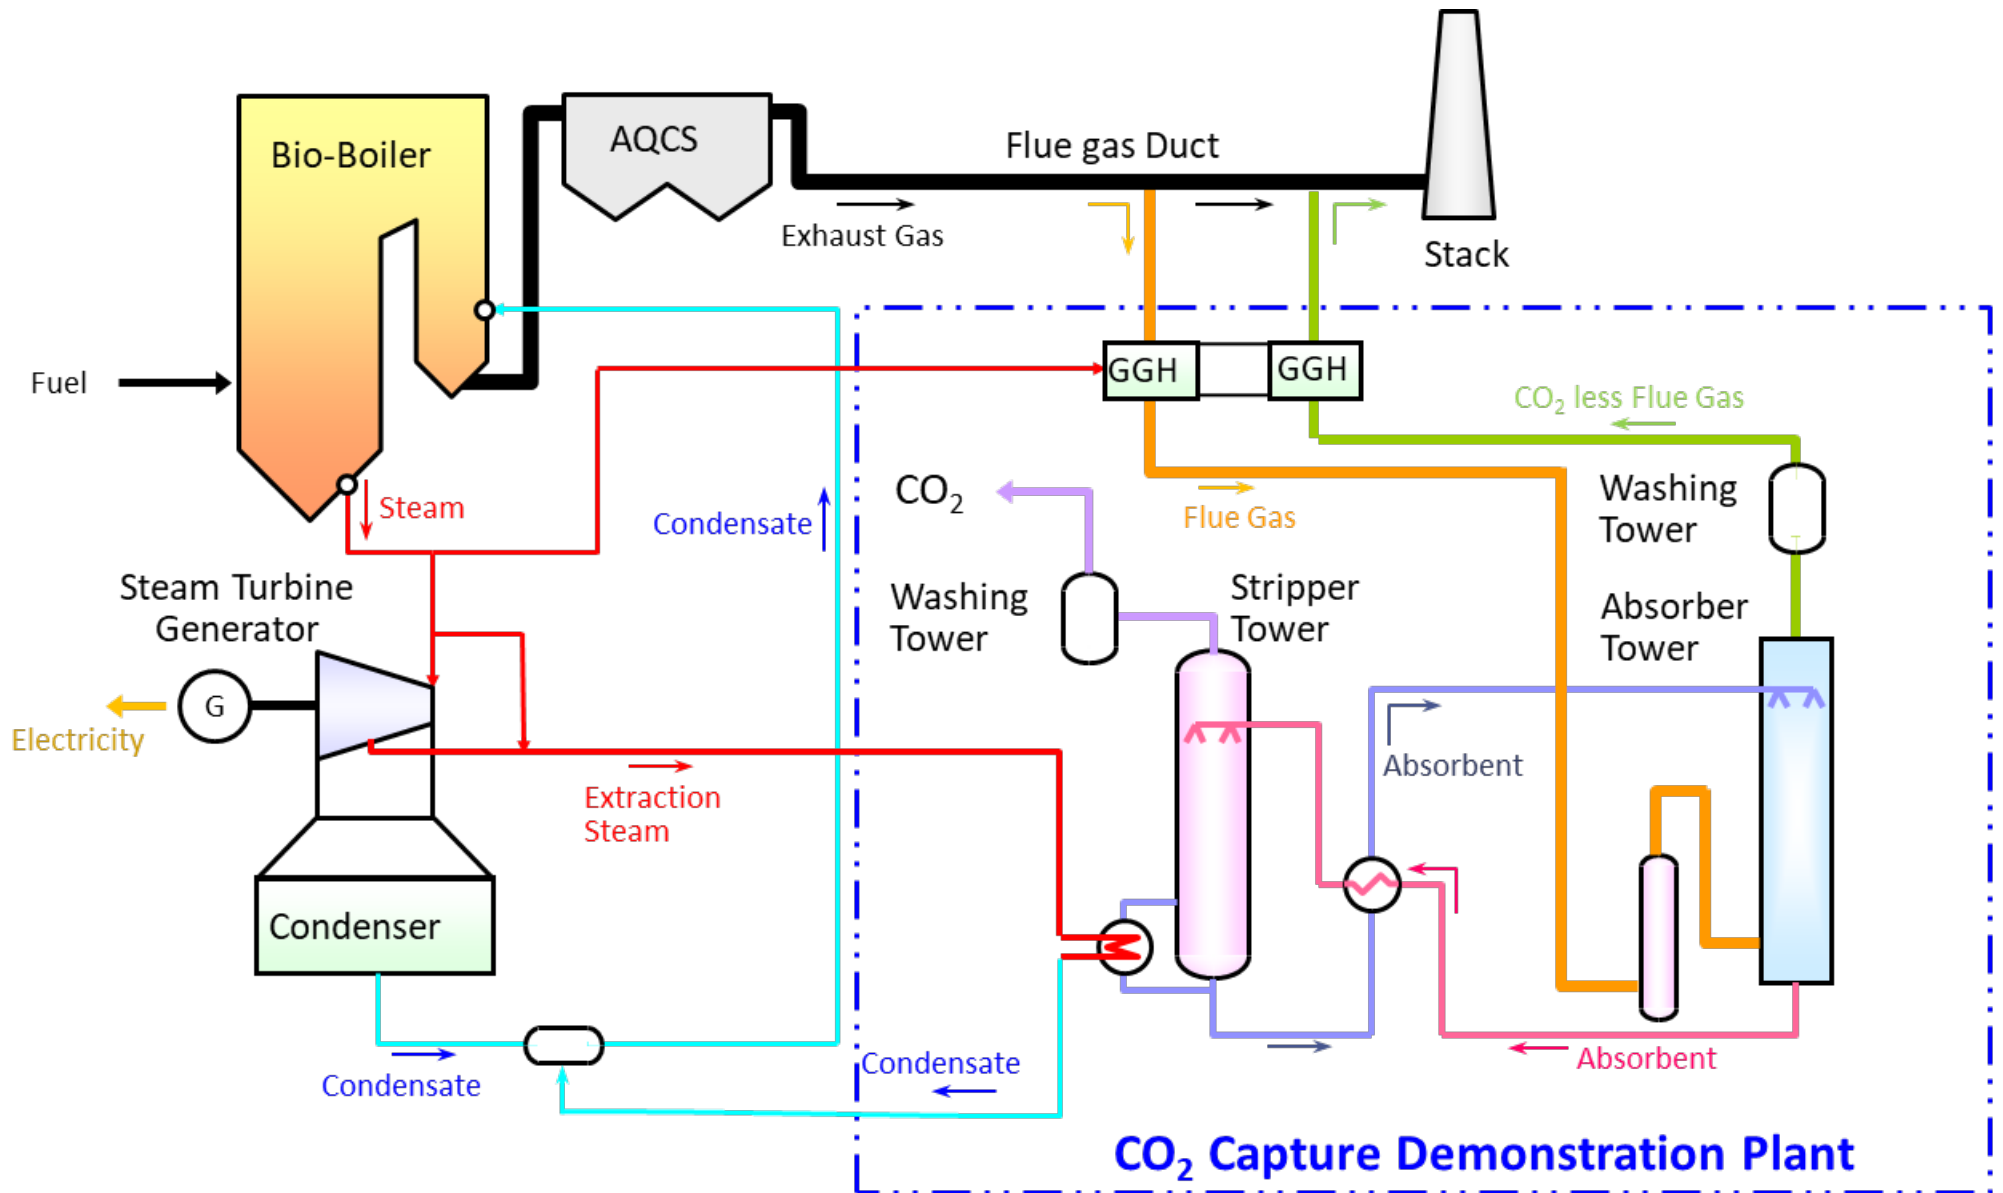 Bio-Boiler
AQCS
Flue gas Duct
Exhaust Gas
Stack
Fuel
GGH
GGH
CO₂ less Flue Gas
Steam
Condensate
CO₂
Flue Gas
Washing
Tower
Steam Turbine
Generator
Washing
Tower
Stripper
Tower
Absorber
Tower
G
Electricity
Extraction
Steam
Absorbent
Condenser
Condensate
Condensate
Absorbent
CO₂ Capture Demonstration Plant